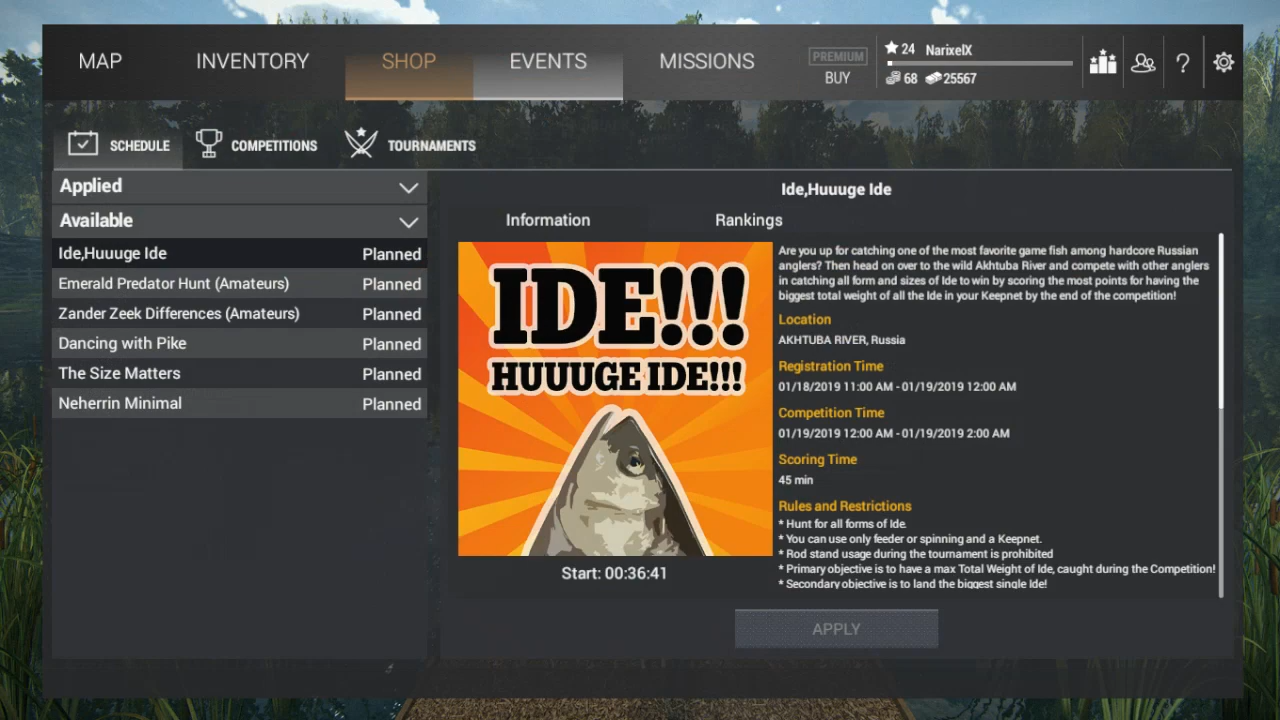 MAP INVENTORY SHOP EVENTS MISSIONS PREMIUM BUY 24 NarixelX 68 25567 ?
SCHEDULE COMPETITIONS TOURNAMENTS
Applied
Available
Ide,Huuuge Ide Planned
Emerald Predator Hunt (Amateurs) Planned
Zander Zeek Differences (Amateurs) Planned
Dancing with Pike Planned
The Size Matters Planned
Neherrin Minimal Planned
Ide,Huuuge Ide
Information Rankings
IDE!!!
HUUUGE IDE!!!
Start: 00:36:41
Are you up for catching one of the most favorite game fish among hardcore Russian
anglers? Then head on over to the wild Akhtuba River and compete with other anglers
in catching all form and sizes of Ide to win by scoring the most points for having the
biggest total weight of all the Ide in your Keepnet by the end of the competition!
Location
AKHTUBA RIVER, Russia
Registration Time
01/18/2019 11:00 AM - 01/19/2019 12:00 AM
Competition Time
01/19/2019 12:00 AM - 01/19/2019 2:00 AM
Scoring Time
45 min
Rules and Restrictions
* Hunt for all forms of Ide.
* You can use only feeder or spinning and a Keepnet.
* Rod stand usage during the tournament is prohibited
* Primary objective is to have a max Total Weight of Ide, caught during the Competition!
* Secondary objective is to land the biggest single Ide!
APPLY